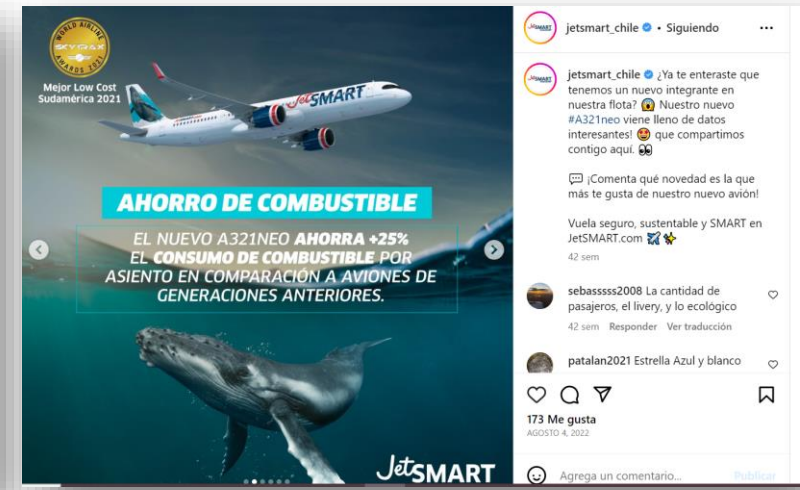 WORLD AIRLINE
SKYTRAX
AWARDS 2021
Mejor Low Cost
Sudamérica 2021
JetSMART
AHORRO DE COMBUSTIBLE
EL NUEVO A321NEO AHORRA +25%
EL CONSUMO DE COMBUSTIBLE POR
ASIENTO EN COMPARACIÓN A AVIONES DE
GENERACIONES ANTERIORES.
JetSMART
jetsmart_chile • Siguiendo
jetsmart_chile ¿Ya te enteraste que
tenemos un nuevo integrante en
nuestra flota? 😱 Nuestro nuevo
#A321neo viene lleno de datos
interesantes! 🤩 que compartimos
contigo aquí. 👀
💬 ¡Comenta qué novedad es la que
más te gusta de nuestro nuevo avión!
Vuela seguro, sustentable y SMART en
JetSMART.com ✈️ ✨
42 sem
sebasssss2008 La cantidad de
pasajeros, el livery, y lo ecológico
42 sem Responder Ver traducción
patalan2021 Estrella Azul y blanco
173 Me gusta
AGOSTO 4, 2022
Agrega un comentario... Publicar